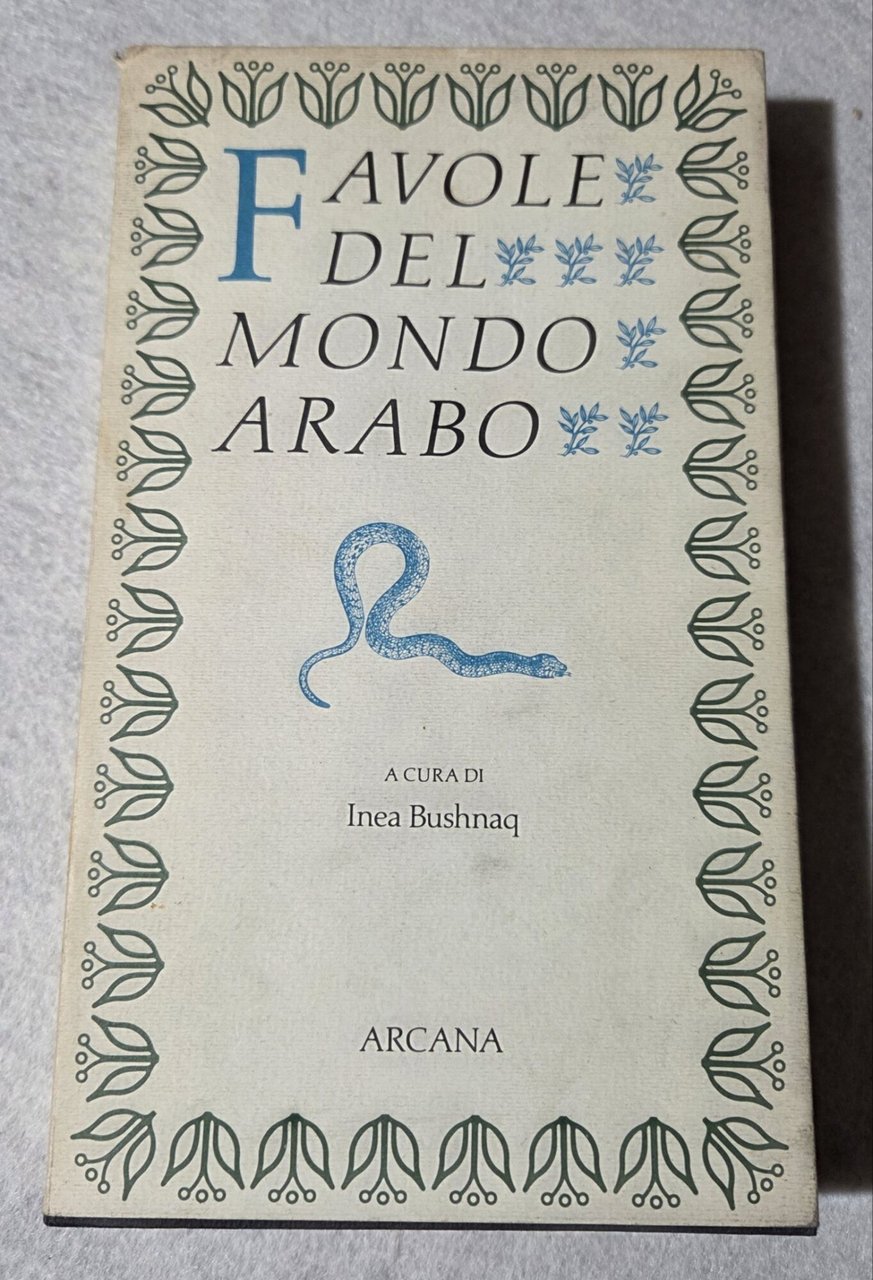 FAVOLE
DEL
MONDO
ARABO
A CURA DI
Inea Bushnaq
ARCANA